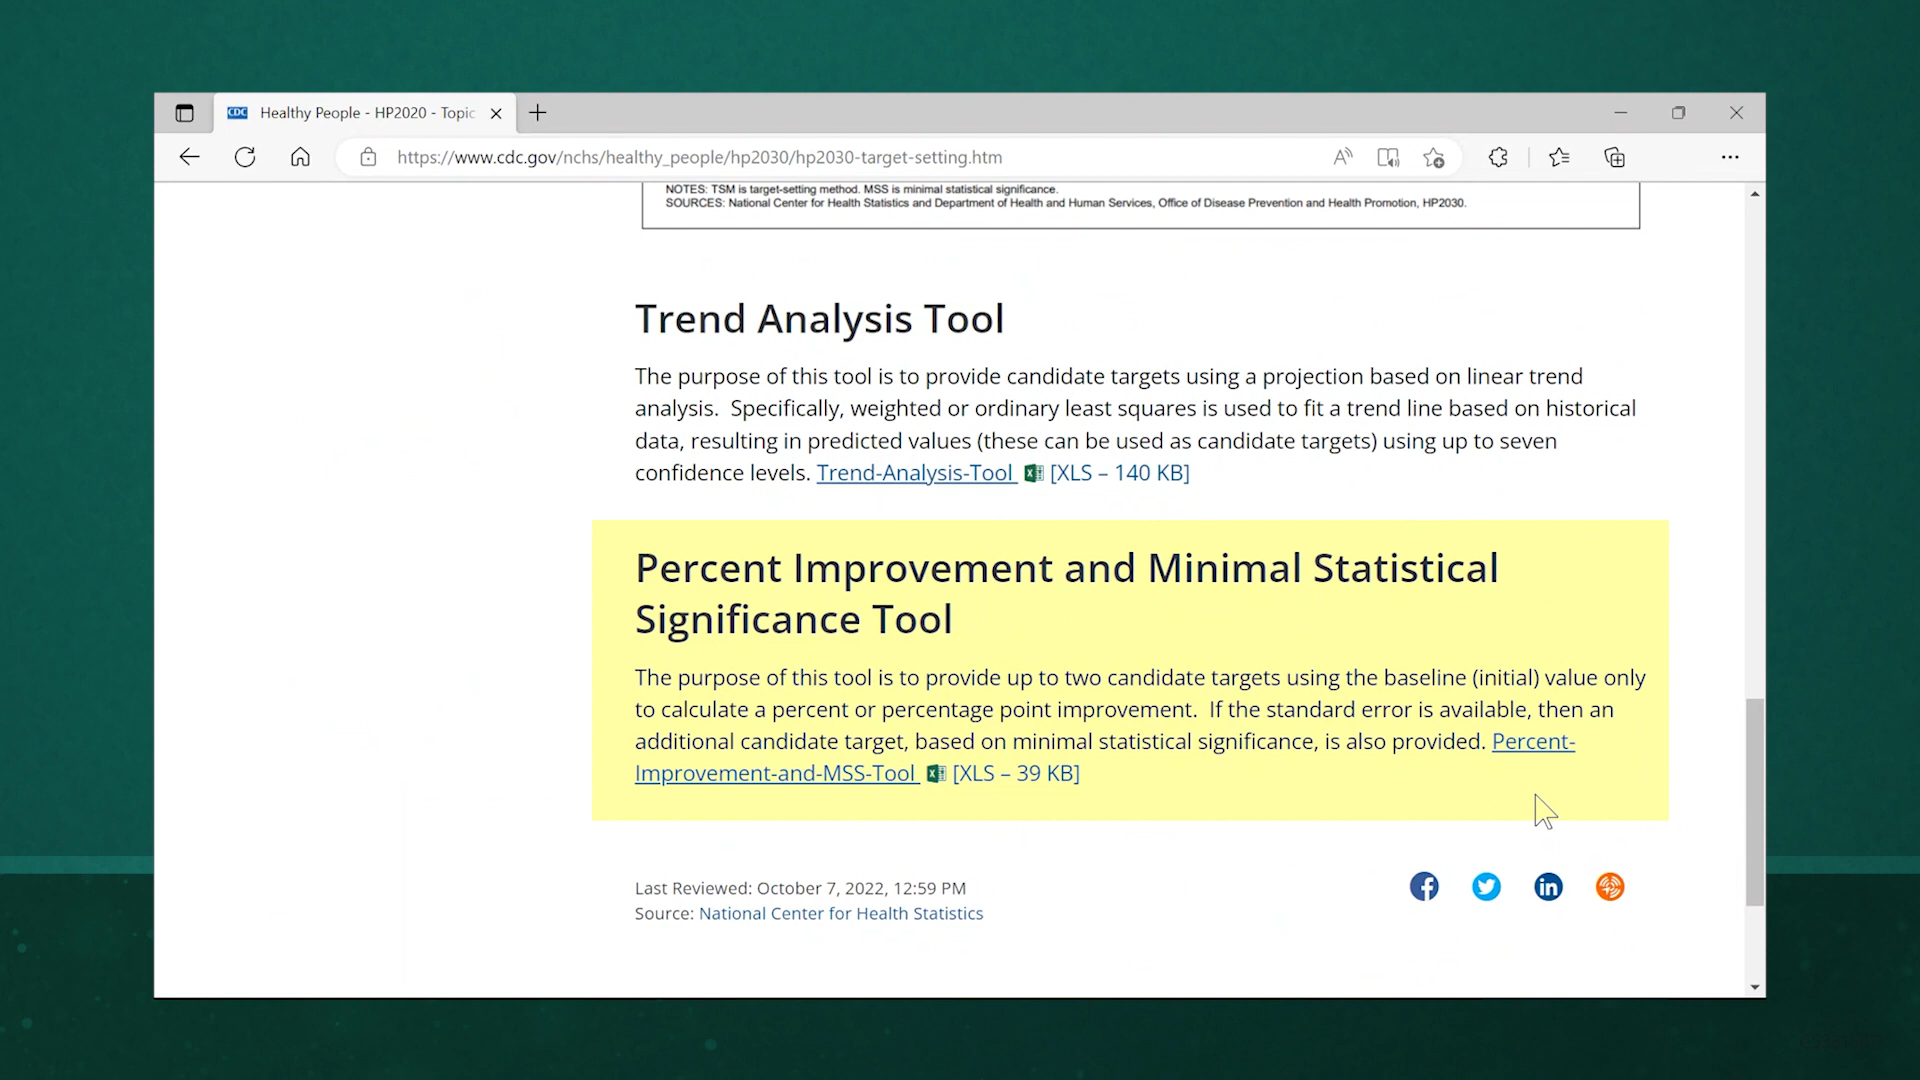 CDC Healthy People - HP2020 - Topic
https://www.cdc.gov/nchs/healthy_people/hp2030/hp2030-target-setting.htm
NOTES: TSM is target-setting method. MSS is minimal statistical significance.
SOURCES: National Center for Health Statistics and Department of Health and Human Services, Office of Disease Prevention and Health Promotion, HP2030.
Trend Analysis Tool
The purpose of this tool is to provide candidate targets using a projection based on linear trend
analysis.  Specifically, weighted or ordinary least squares is used to fit a trend line based on historical
data, resulting in predicted values (these can be used as candidate targets) using up to seven
confidence levels. Trend-Analysis-Tool [XLS – 140 KB]
Percent Improvement and Minimal Statistical
Significance Tool
The purpose of this tool is to provide up to two candidate targets using the baseline (initial) value only
to calculate a percent or percentage point improvement.  If the standard error is available, then an
additional candidate target, based on minimal statistical significance, is also provided. Percent-
Improvement-and-MSS-Tool [XLS – 39 KB]
Last Reviewed: October 7, 2022, 12:59 PM
Source: National Center for Health Statistics